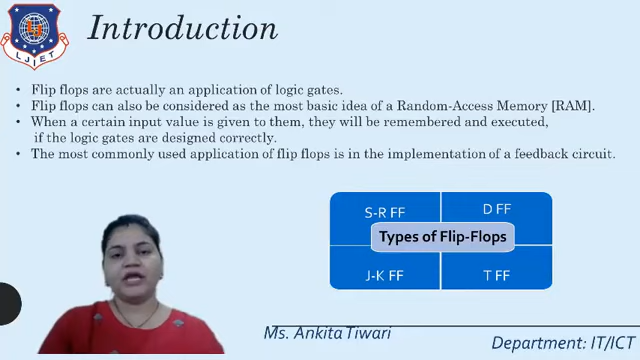 Introduction
LJIET
• Flip flops are actually an application of logic gates.
• Flip flops can also be considered as the most basic idea of a Random-Access Memory [RAM].
• When a certain input value is given to them, they will be remembered and executed,
if the logic gates are designed correctly.
• The most commonly used application of flip flops is in the implementation of a feedback circuit.
S-R FF
D FF
Types of Flip-Flops
J-K FF
T FF
Ms. Ankita Tiwari
Department: IT/ICT